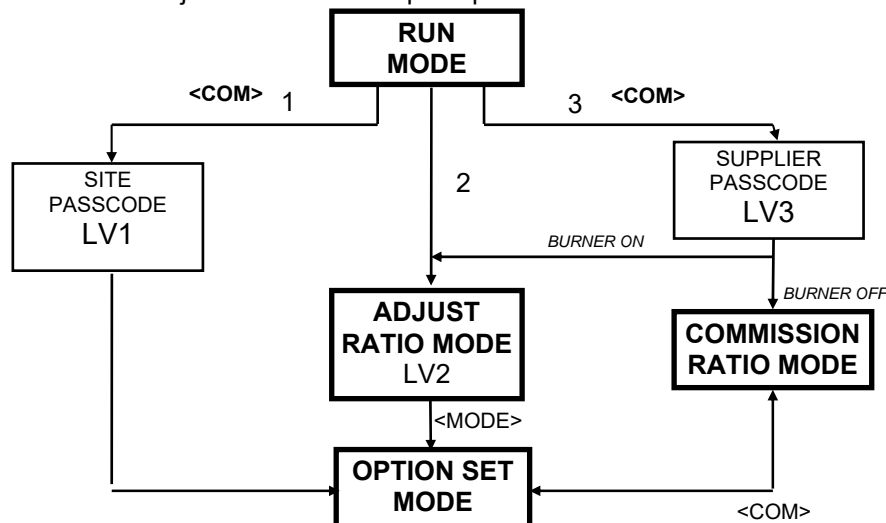 RUN
MODE
<COM> 1
3 <COM>
SITE
PASSCODE
LV1
SUPPLIER
PASSCODE
LV3
2
BURNER ON
BURNER OFF
ADJUST
RATIO MODE
LV2
COMMISSION
RATIO MODE
<MODE>
OPTION SET
MODE
<COM>